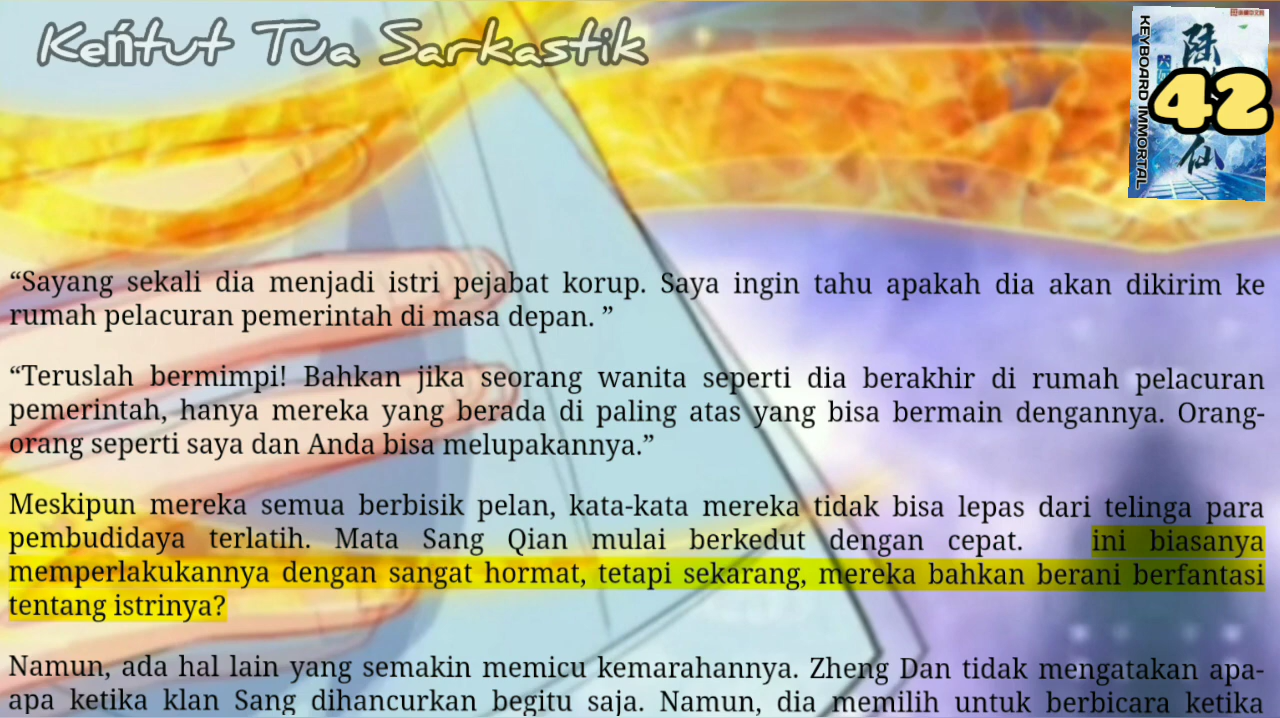 Keńtut Tua Sarkastik
陆
仙
KEYBOARD IMMORTAL
42
“Sayang sekali dia menjadi istri pejabat korup. Saya ingin tahu apakah dia akan dikirim ke
rumah pelacuran pemerintah di masa depan. ”
“Teruslah bermimpi! Bahkan jika seorang wanita seperti dia berakhir di rumah pelacuran
pemerintah, hanya mereka yang berada di paling atas yang bisa bermain dengannya. Orang-
orang seperti saya dan Anda bisa melupakannya.”
Meskipun mereka semua berbisik pelan, kata-kata mereka tidak bisa lepas dari telinga para
pembudidaya terlatih. Mata Sang Qian mulai berkedut dengan cepat. ini biasanya
memperlakukannya dengan sangat hormat, tetapi sekarang, mereka bahkan berani berfantasi
tentang istrinya?
Namun, ada hal lain yang semakin memicu kemarahannya. Zheng Dan tidak mengatakan apa-
apa ketika klan Sang dihancurkan begitu saja. Namun, dia memilih untuk berbicara ketika